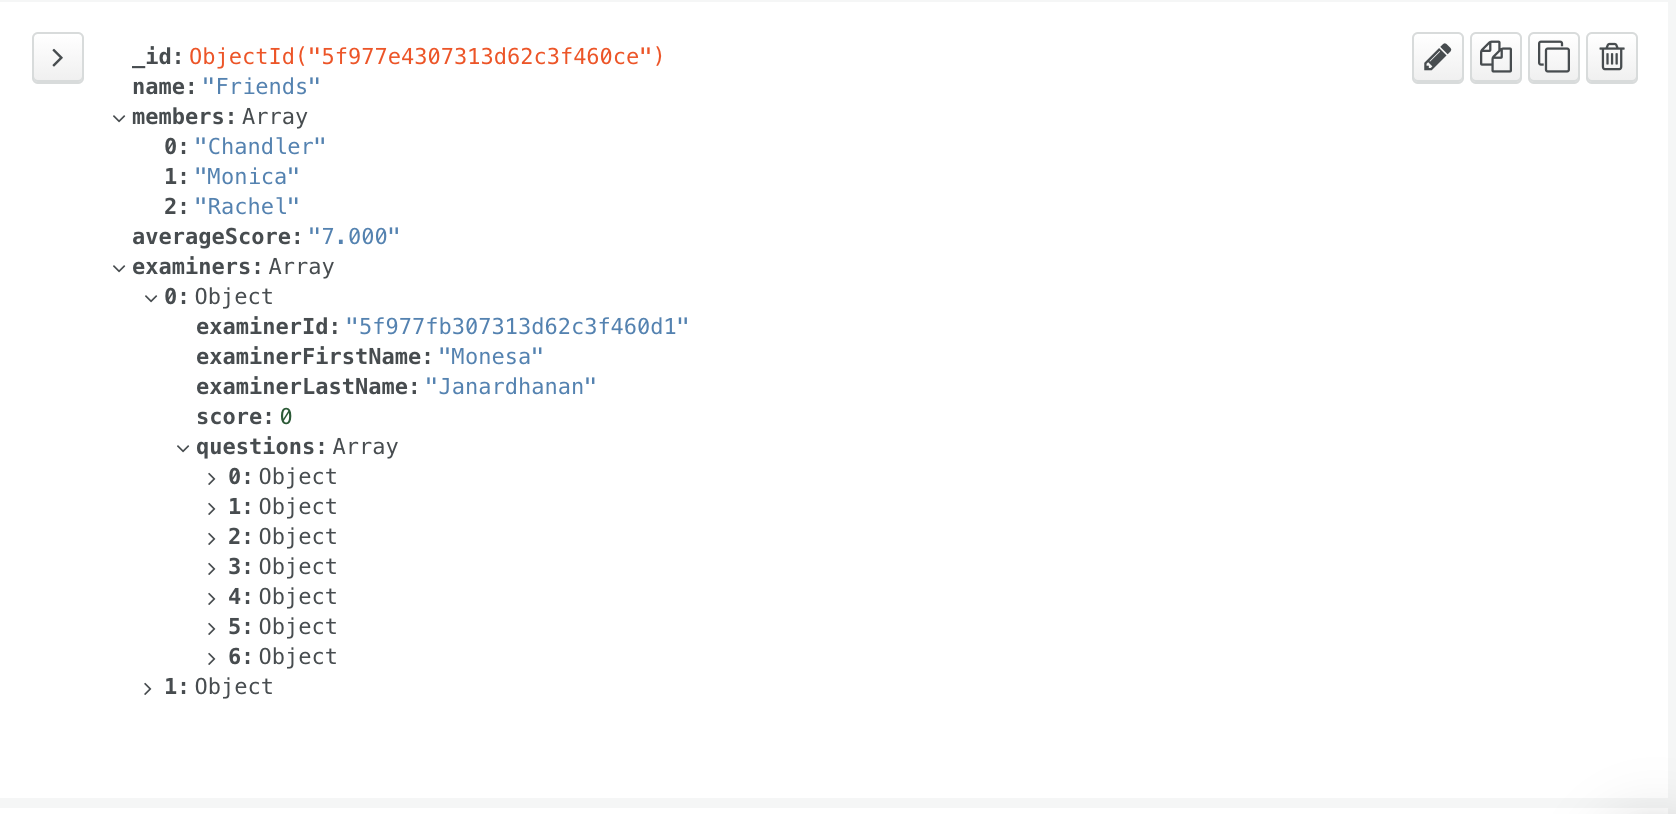 _id: ObjectId("5f977e4307313d62c3f460ce")
name: "Friends"
members: Array
0: "Chandler"
1: "Monica"
2: "Rachel"
averageScore: "7.000"
examiners: Array
0: Object
examinerId: "5f977fb307313d62c3f460d1"
examinerFirstName: "Monesa"
examinerLastName: "Janardhanan"
score: 0
questions: Array
0: Object
1: Object
2: Object
3: Object
4: Object
5: Object
6: Object
1: Object